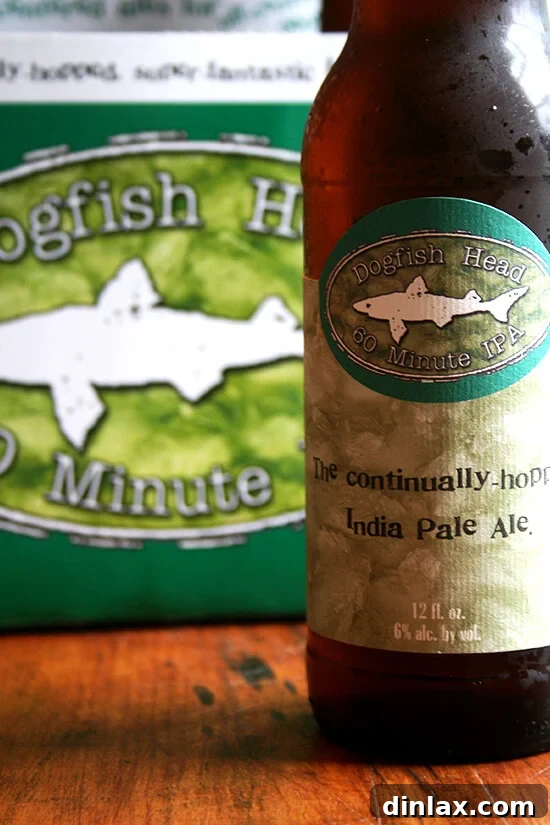 lly-hopped, super-fantastic
ogfish H
Minute
Dogfish Head
60 Minute IPA
The continually-hopp
India Pale Ale.
12 fl. oz.
6% alc. by vol.
dinlax.com